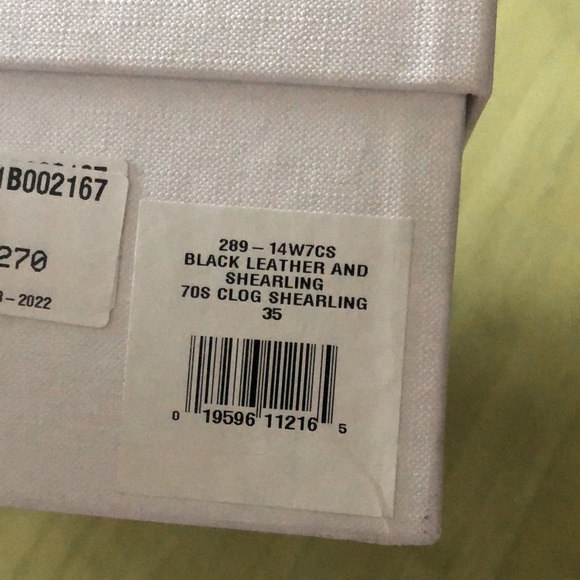 1B002167
270
-2022
289-14W7CS
BLACK LEATHER AND
SHEARLING
70S CLOG SHEARLING
35
0 19596 11216 5